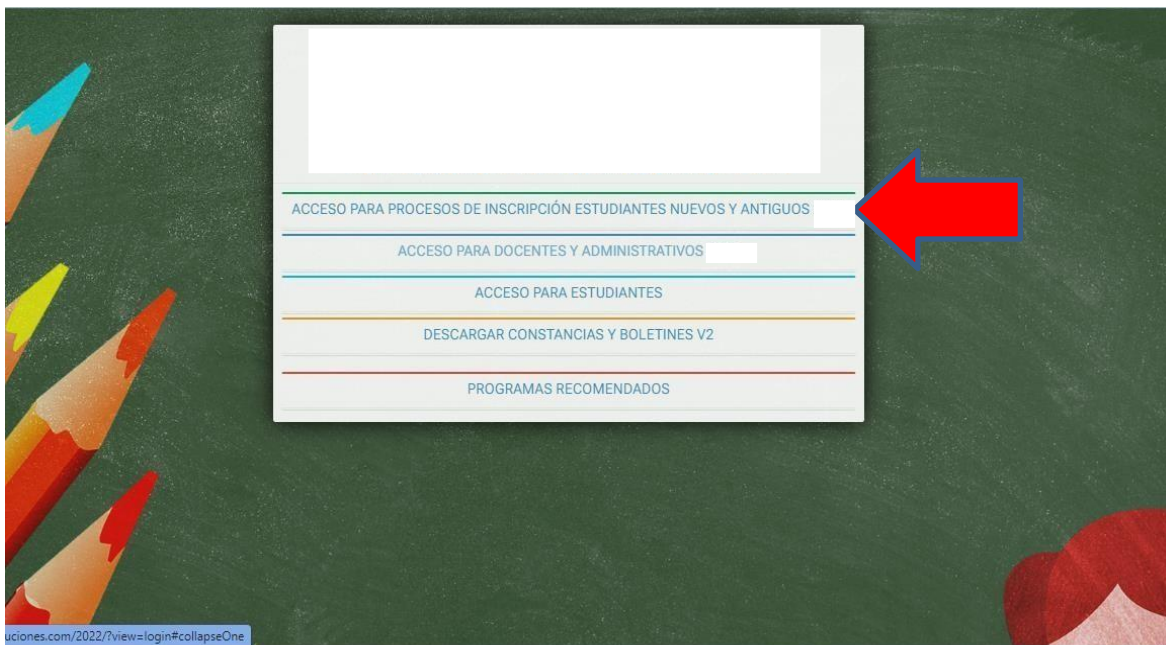 ACCESO PARA PROCESOS DE INSCRIPCIÓN ESTUDIANTES NUEVOS Y ANTIGUOS
ACCESO PARA DOCENTES Y ADMINISTRATIVOS
ACCESO PARA ESTUDIANTES
DESCARGAR CONSTANCIAS Y BOLETINES V2
PROGRAMAS RECOMENDADOS
uciones.com/2022/?view=login#collapseOne